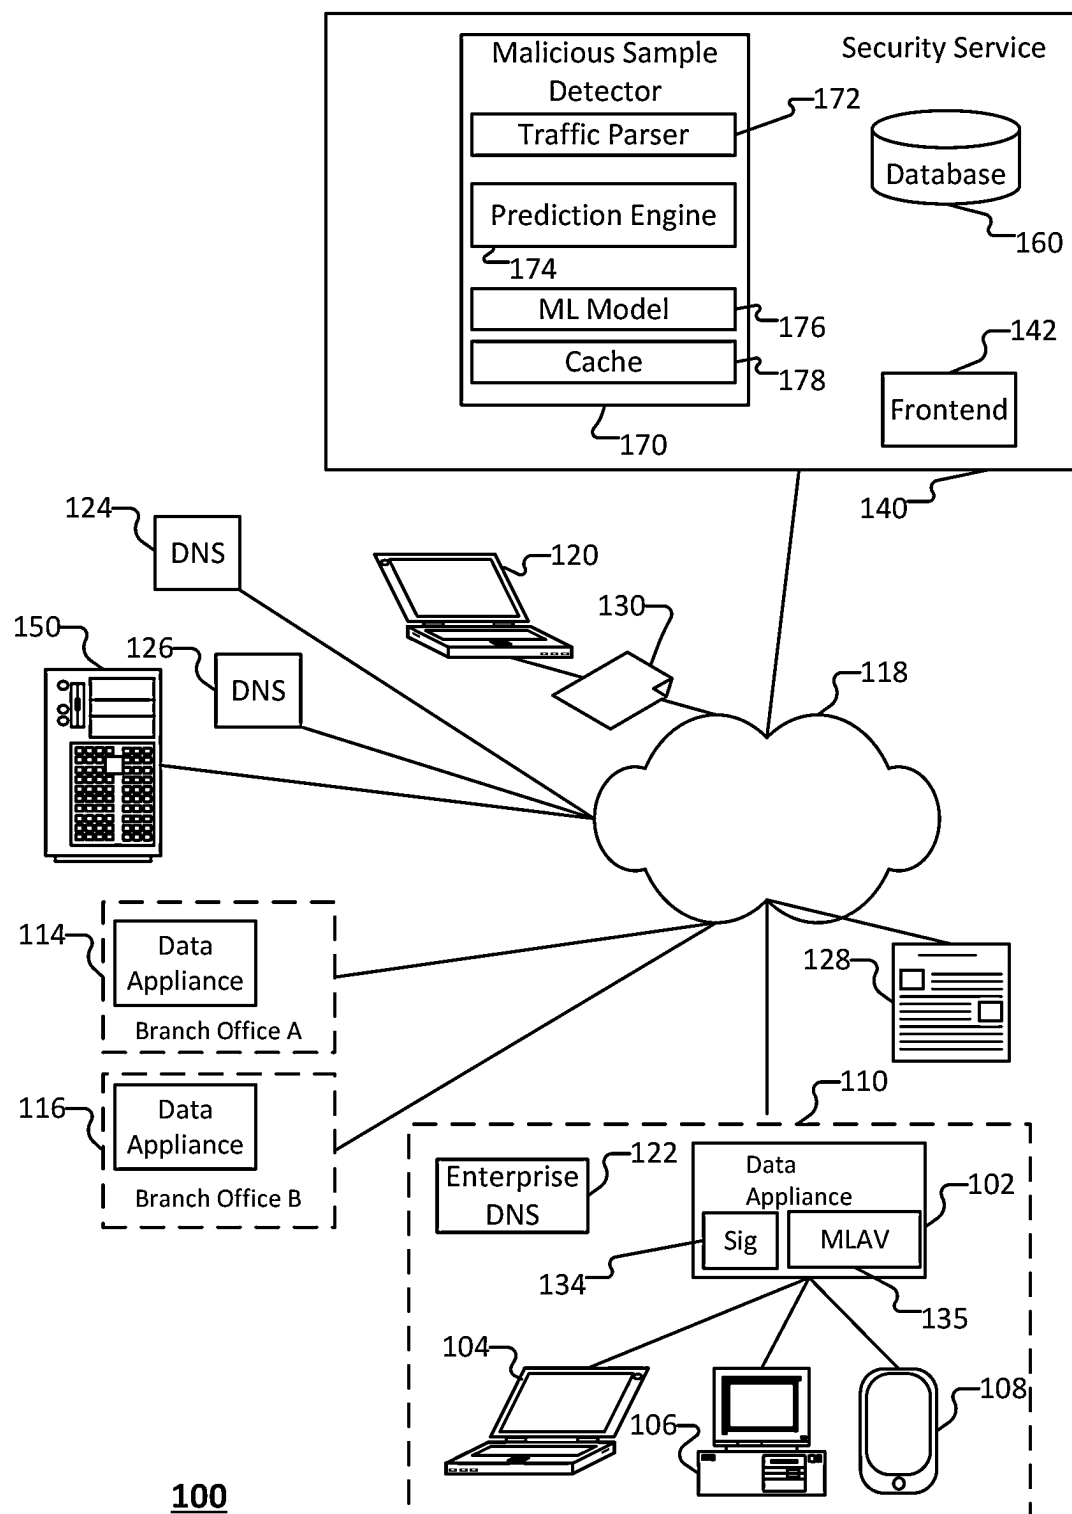 Malicious Sample
Detector
Security Service
Traffic Parser
172
Database
160
Prediction Engine
174
ML Model
176
142
Cache
178
Frontend
170
140
124
DNS
120
130
150
126
DNS
118
114
Data
Appliance
Branch Office A
128
116
Data
Appliance
Branch Office B
110
122
Enterprise
DNS
Data
Appliance
102
Sig
MLAV
134
135
104
106
108
100